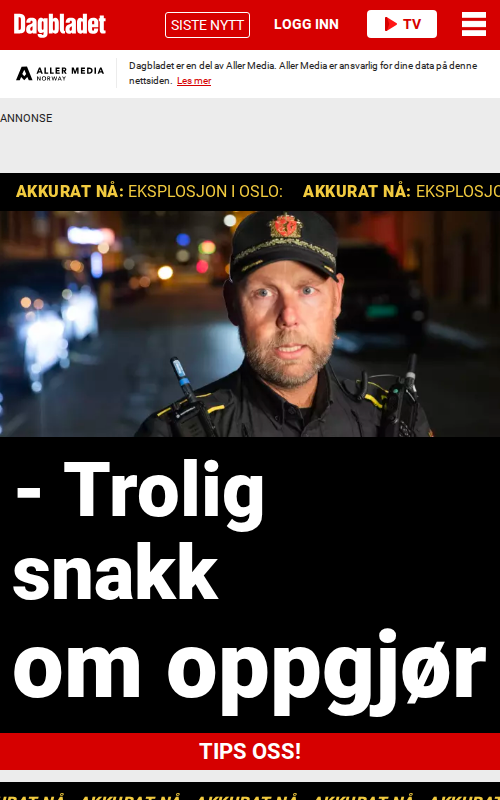 Dagbladet
SISTE NYTT
LOGG INN
TV
ALLER MEDIA
NORWAY
Dagbladet er en del av Aller Media. Aller Media er ansvarlig for dine data på denne
nettsiden. Les mer
ANNONSE
AKKURAT NÅ: EKSPLOSJON I OSLO: AKKURAT NÅ: EKSPLOSJO
- Trolig
snakk
om oppgjør
TIPS OSS!